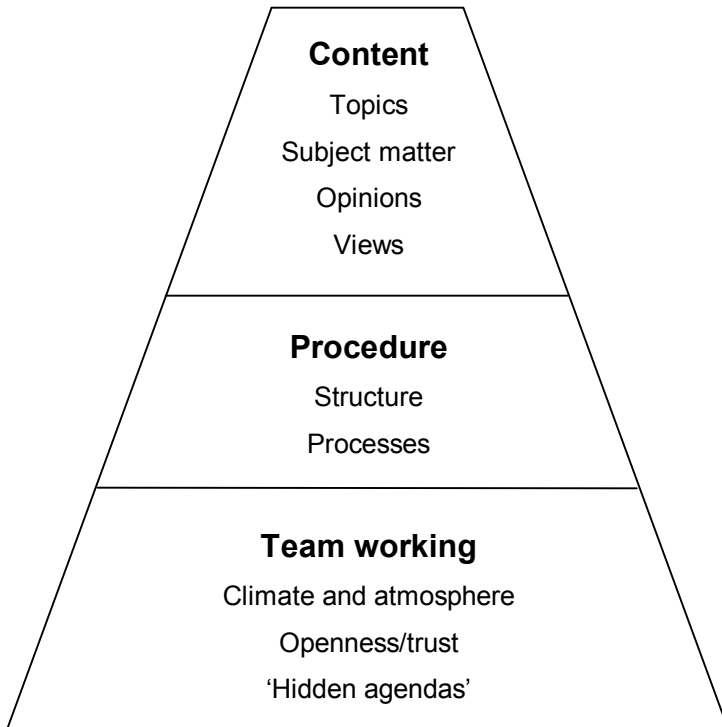 Content
Topics
Subject matter
Opinions
Views
Procedure
Structure
Processes
Team working
Climate and atmosphere
Openness/trust
‘Hidden agendas’